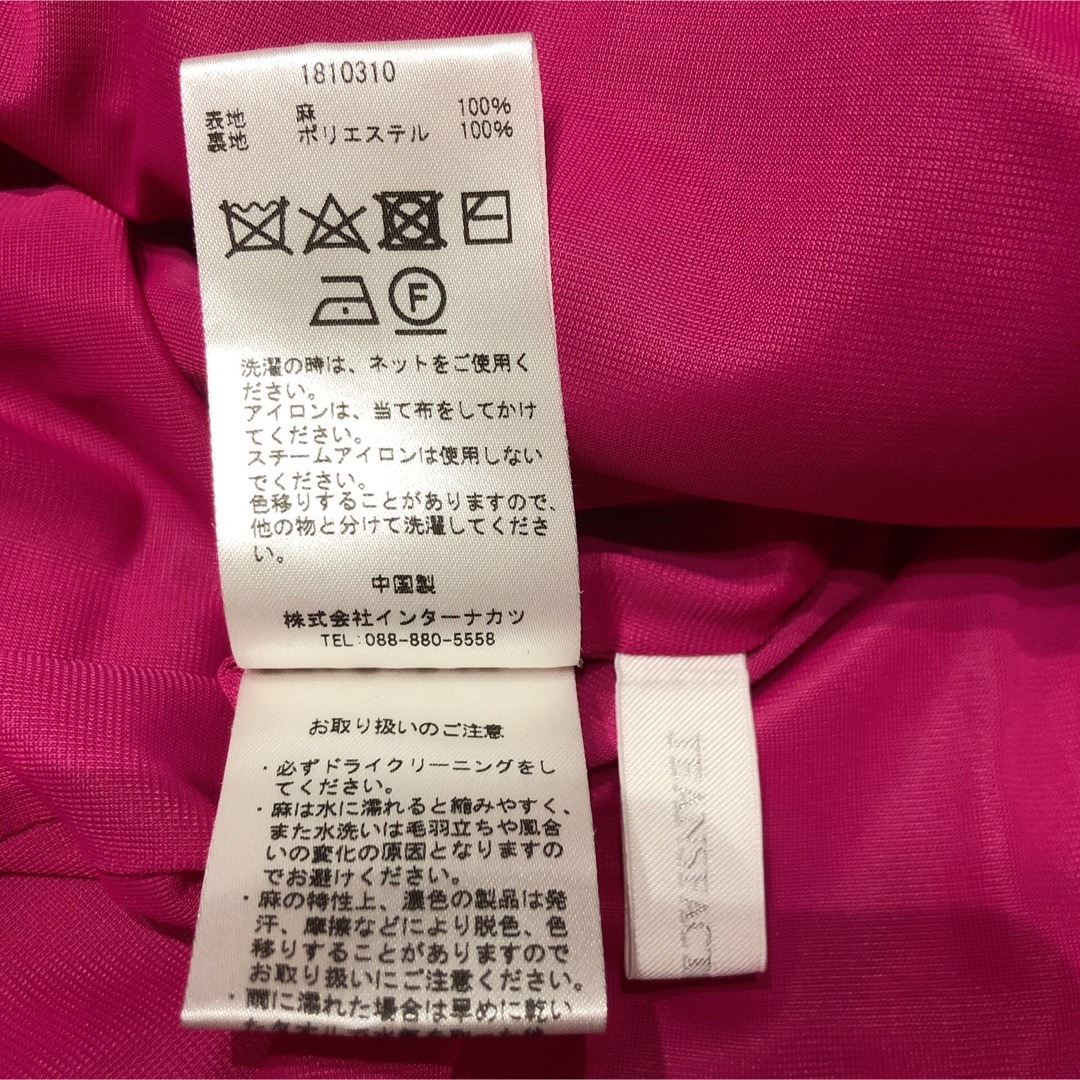 1810310
表地 麻 100%
裏地 ポリエステル 100%
F
洗濯の時は、ネットをご使用く
ださい。
アイロンは、当て布をしてかけ
てください。
スチームアイロンは使用しない
でください。
色移りすることがありますので、
他の物と分けて洗濯してくださ
い。
中国製
株式会社インターナカツ
TEL:088-880-5558
お取り扱いのご注意
・必ずドライクリーニングをし
てください。
・麻は水に濡れると縮みやすく、
また水洗いは毛羽立ちや風合
いの変化の原因となりますの
でお避けください。
・麻の特性上、濃色の製品は発
汗、摩擦などにより脱色、色
移りすることがありますので
お取り扱いにご注意ください。
・雨に濡れた場合は早めに乾い
JEANSFACT